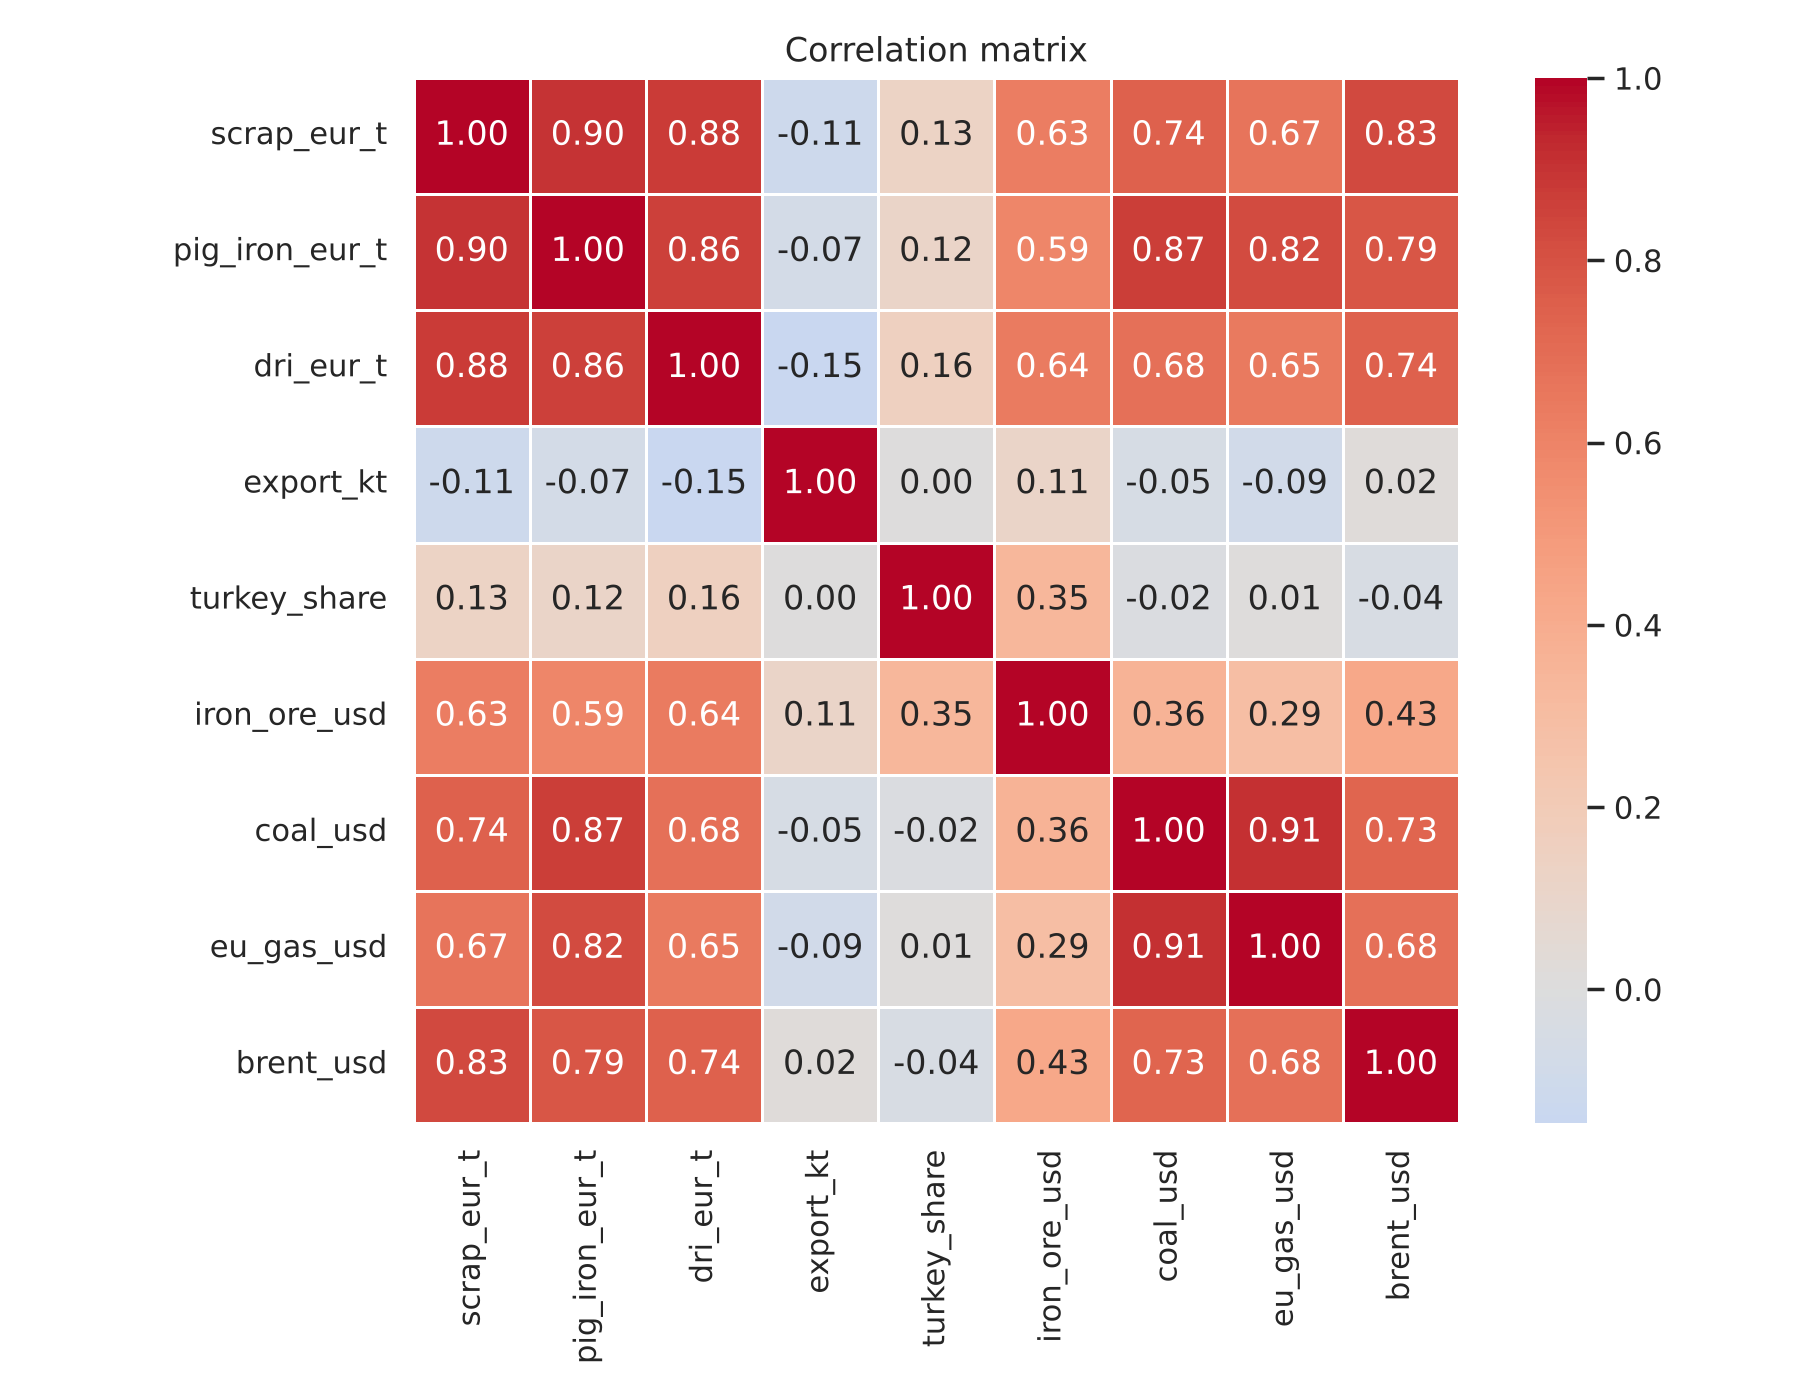 Correlation matrix
scrap_eur_t 1.00 0.90 0.88 -0.11 0.13 0.63 0.74 0.67 0.83
pig_iron_eur_t 0.90 1.00 0.86 -0.07 0.12 0.59 0.87 0.82 0.79
dri_eur_t 0.88 0.86 1.00 -0.15 0.16 0.64 0.68 0.65 0.74
export_kt -0.11 -0.07 -0.15 1.00 0.00 0.11 -0.05 -0.09 0.02
turkey_share 0.13 0.12 0.16 0.00 1.00 0.35 -0.02 0.01 -0.04
iron_ore_usd 0.63 0.59 0.64 0.11 0.35 1.00 0.36 0.29 0.43
coal_usd 0.74 0.87 0.68 -0.05 -0.02 0.36 1.00 0.91 0.73
eu_gas_usd 0.67 0.82 0.65 -0.09 0.01 0.29 0.91 1.00 0.68
brent_usd 0.83 0.79 0.74 0.02 -0.04 0.43 0.73 0.68 1.00
scrap_eur_t
pig_iron_eur_t
dri_eur_t
export_kt
turkey_share
iron_ore_usd
coal_usd
eu_gas_usd
brent_usd
1.0
0.8
0.6
0.4
0.2
0.0